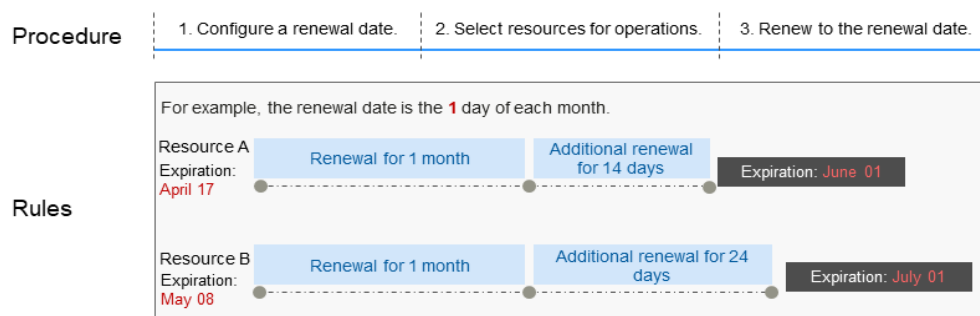 Procedure
1. Configure a renewal date.
2. Select resources for operations.
3. Renew to the renewal date.
Rules
For example, the renewal date is the 1 day of each month.
Resource A
Expiration:
April 17
Renewal for 1 month
Additional renewal
for 14 days
Expiration: June 01
Resource B
Expiration:
May 08
Renewal for 1 month
Additional renewal for 24
days
Expiration: July 01